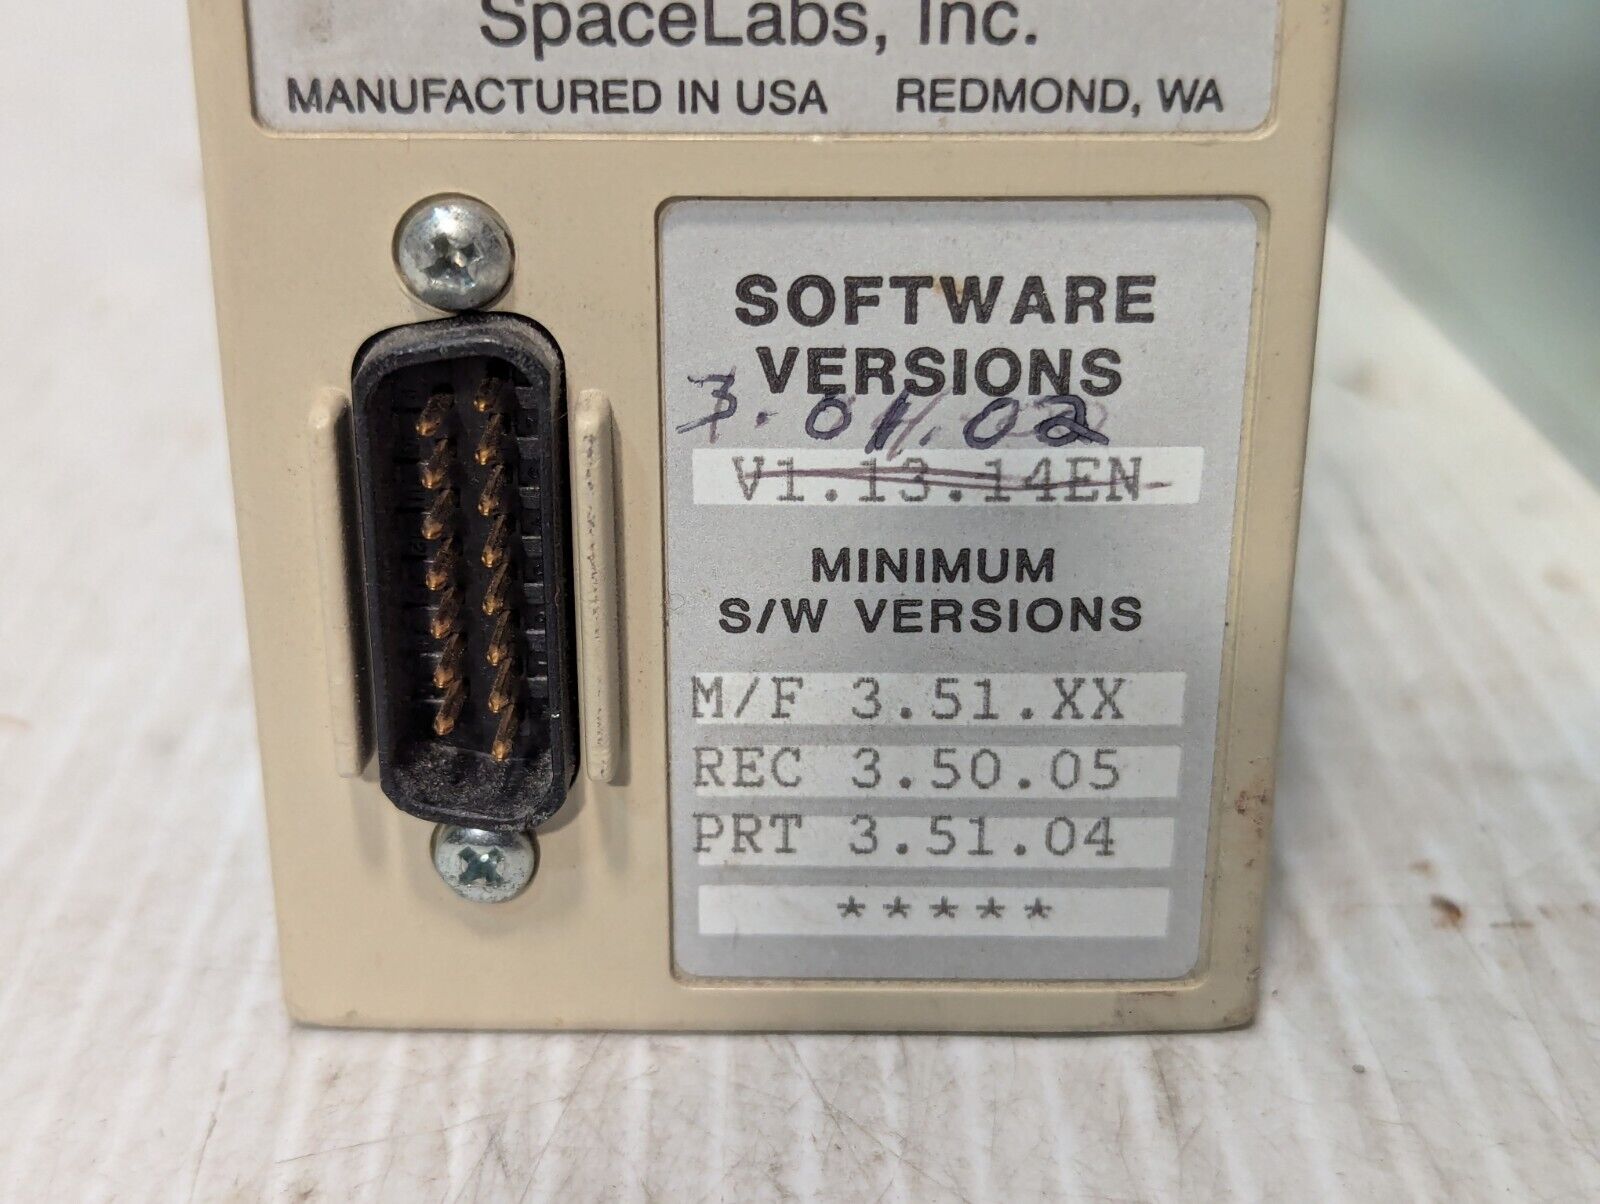 SpaceLabs, Inc.
MANUFACTURED IN USA REDMOND, WA
SOFTWARE
VERSIONS
3.01.02
V1.13.14EN
MINIMUM
S/W VERSIONS
M/F 3.51.XX
REC 3.50.05
PRT 3.51.04
*****